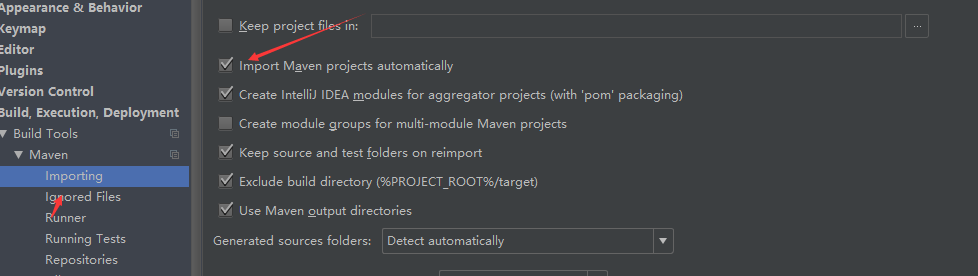 Appearance & Behavior
Keymap
Editor
Plugins
Version Control
Build, Execution, Deployment
Build Tools
Maven
Importing
Ignored Files
Runner
Running Tests
Repositories
Keep project files in:
...
Import Maven projects automatically
Create IntelliJ IDEA modules for aggregator projects (with 'pom' packaging)
Create module groups for multi-module Maven projects
Keep source and test folders on reimport
Exclude build directory (%PROJECT_ROOT%/target)
Use Maven output directories
Generated sources folders: Detect automatically